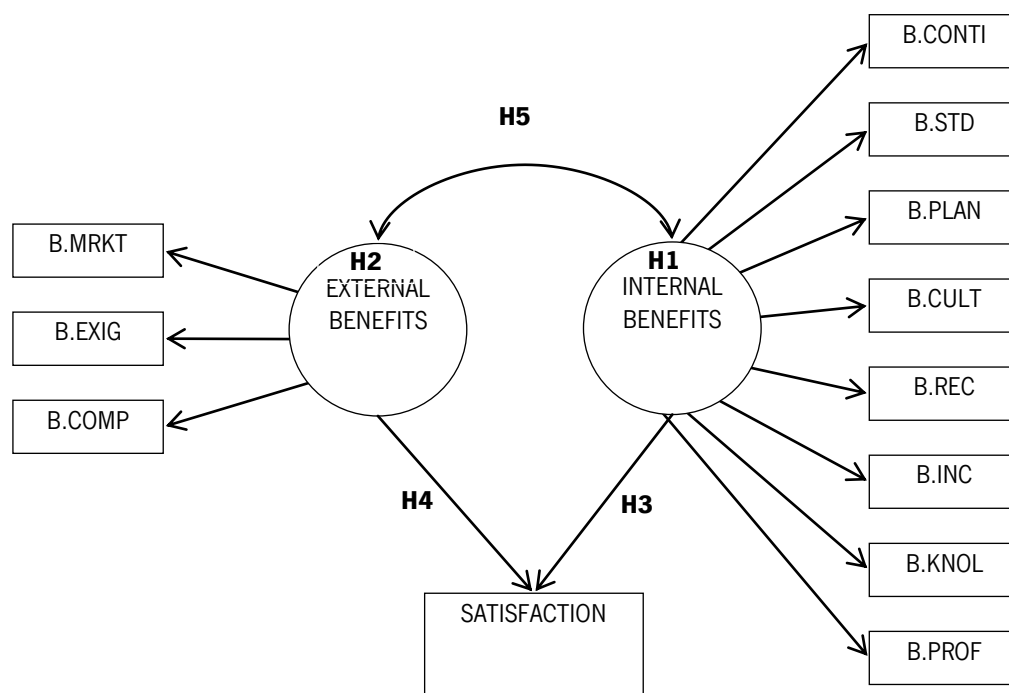 B.CONTI
H5
B.STD
B.PLAN
B.MRKT
H2
EXTERNAL
BENEFITS
H1
INTERNAL
BENEFITS
B.CULT
B.EXIG
B.REC
B.COMP
B.INC
H4
H3
B.KNOL
SATISFACTION
B.PROF